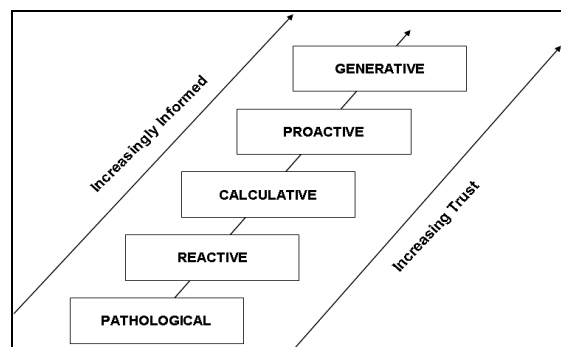 GENERATIVE
PROACTIVE
CALCULATIVE
REACTIVE
PATHOLOGICAL
Increasingly Informed
Increasing Trust